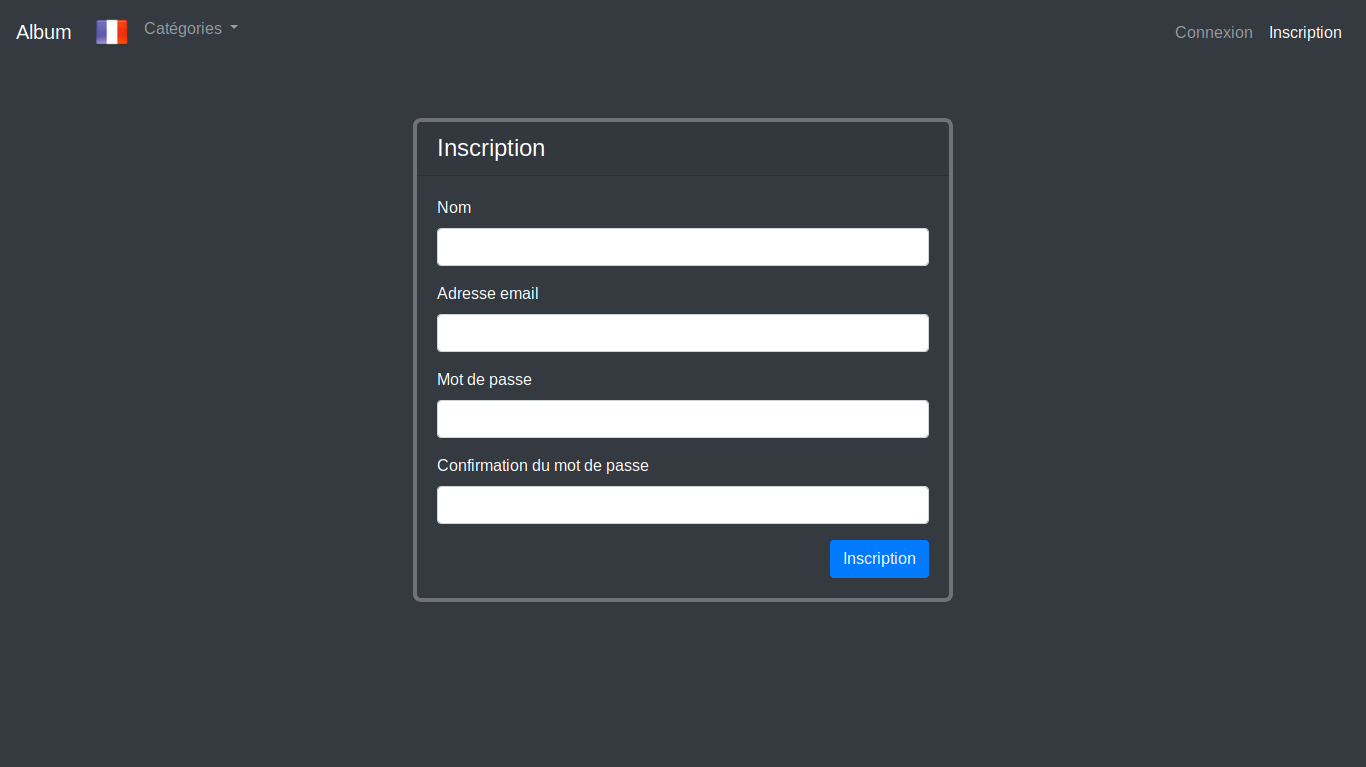 Album
Catégories
Connexion
Inscription
Inscription
Nom
Adresse email
Mot de passe
Confirmation du mot de passe
Inscription